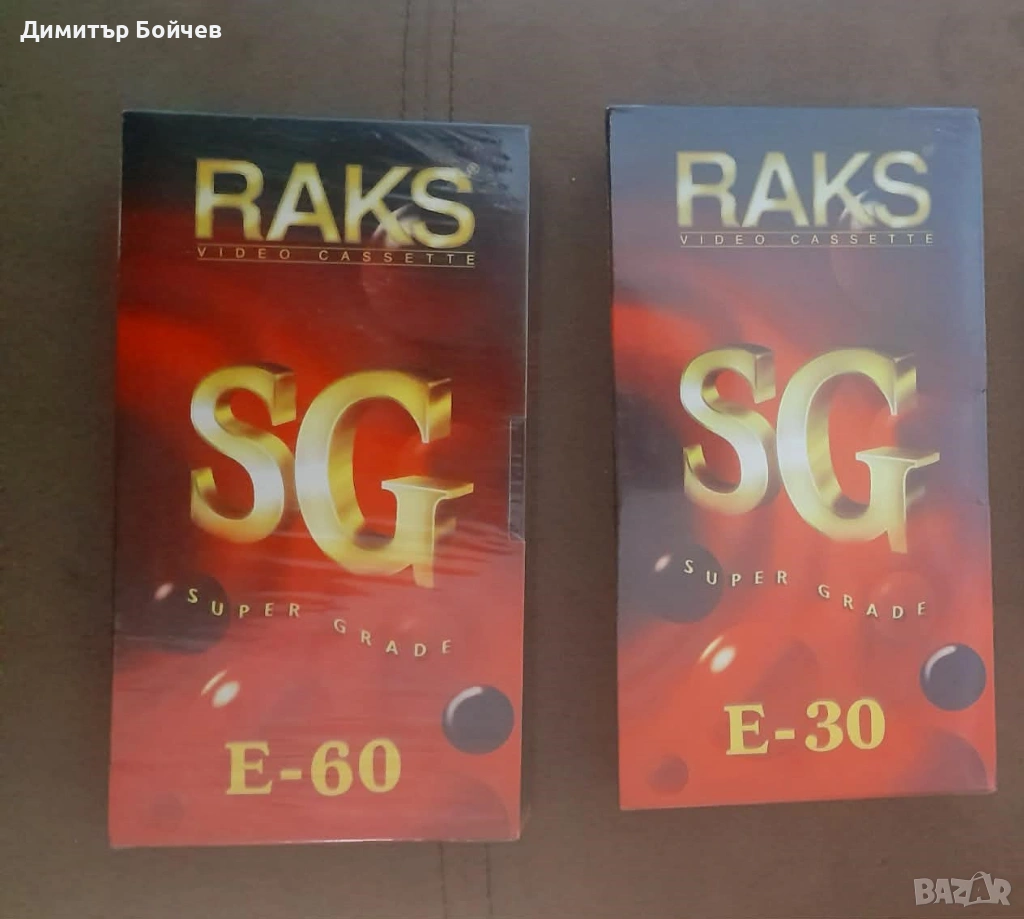 Димитър Бойчев
RAKS®
VIDEO CASSETTE
SG
SUPER GRADE
E-60
RAKS®
VIDEO CASSETTE
SG
SUPER GRADE
E-30
BAZAR